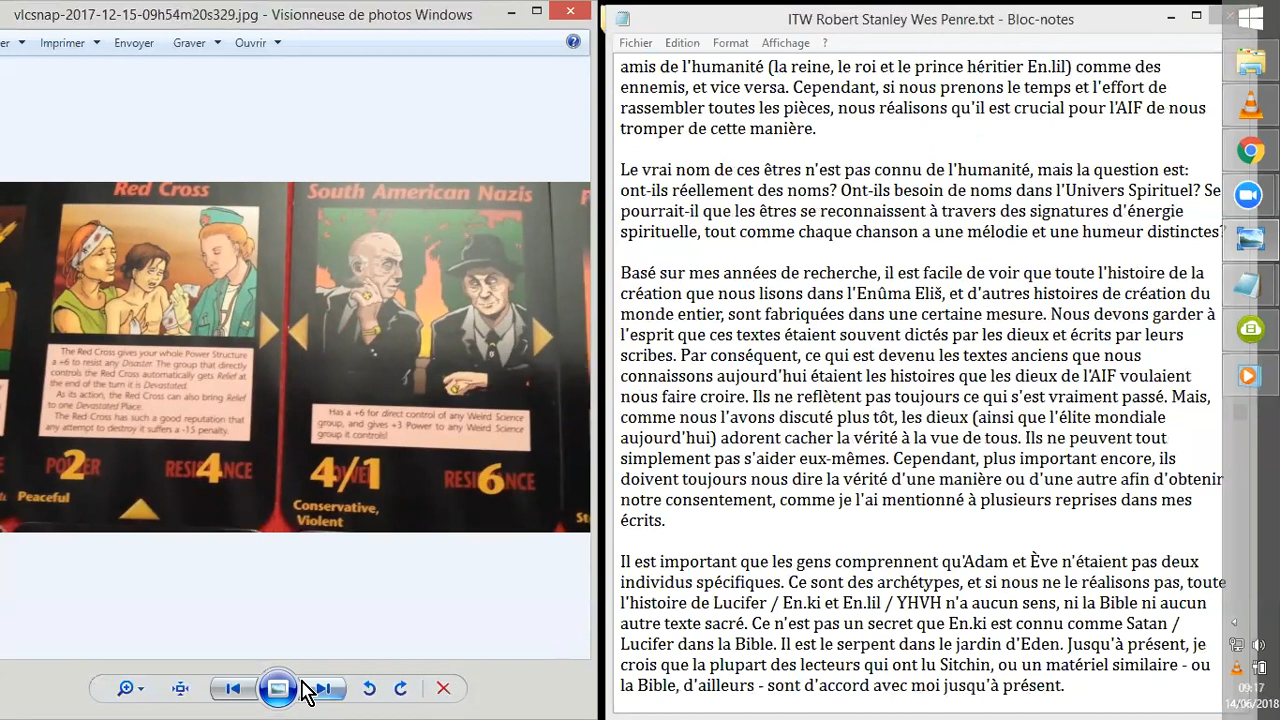 vlcsnap-2017-12-15-09h54m20s329.jpg - Visionneuse de photos Windows
Imprimer
Envoyer
Graver
Ouvrir
Red Cross
The Red Cross gives your whole Power Structure
a +6 to resist any Disaster. The group that directly
controls the Red Cross automatically gets Relief at
the end of the turn it is Devastated.
As its action, the Red Cross can also bring Relief
to one Devastated Place.
The Red Cross has such a good reputation that
any attempt to destroy it suffers a -15 penalty.
POWER 2
RESISTANCE 4
Peaceful
South American Nazis
Has a +6 for direct control of any Weird Science
group, and gives +3 Power to any Weird Science
group it controls!
POWER 4/1
RESISTANCE 6
Conservative,
Violent
ITW Robert Stanley Wes Penre.txt - Bloc-notes
Fichier
Edition
Format
Affichage
?
amis de l'humanité (la reine, le roi et le prince héritier En.lil) comme des
ennemis, et vice versa. Cependant, si nous prenons le temps et l'effort de
rassembler toutes les pièces, nous réalisons qu'il est crucial pour l'AIF de nous
tromper de cette manière.
Le vrai nom de ces êtres n'est pas connu de l'humanité, mais la question est:
ont-ils réellement des noms? Ont-ils besoin de noms dans l'Univers Spirituel? Se
pourrait-il que les êtres se reconnaissent à travers des signatures d'énergie
spirituelle, tout comme chaque chanson a une mélodie et une humeur distinctes?
Basé sur mes années de recherche, il est facile de voir que toute l'histoire de la
création que nous lisons dans l'Enûma Eliš, et d'autres histoires de création du
monde entier, sont fabriquées dans une certaine mesure. Nous devons garder à
l'esprit que ces textes étaient souvent dictés par les dieux et écrits par leurs
scribes. Par conséquent, ce qui est devenu les textes anciens que nous
connaissons aujourd'hui étaient les histoires que les dieux de l'AIF voulaient
nous faire croire. Ils ne reflètent pas toujours ce qui s'est vraiment passé. Mais,
comme nous l'avons discuté plus tôt, les dieux (ainsi que l'élite mondiale
aujourd'hui) adorent cacher la vérité à la vue de tous. Ils ne peuvent tout
simplement pas s'aider eux-mêmes. Cependant, plus important encore, ils
doivent toujours nous dire la vérité d'une manière ou d'une autre afin d'obtenir
notre consentement, comme je l'ai mentionné à plusieurs reprises dans mes
écrits.
Il est important que les gens comprennent qu'Adam et Ève n'étaient pas deux
individus spécifiques. Ce sont des archétypes, et si nous ne le réalisons pas, toute
l'histoire de Lucifer / En.ki et En.lil / YHVH n'a aucun sens, ni la Bible ni aucun
autre texte sacré. Ce n'est pas un secret que En.ki est connu comme Satan /
Lucifer dans la Bible. Il est le serpent dans le jardin d'Eden. Jusqu'à présent, je
crois que la plupart des lecteurs qui ont lu Sitchin, ou un matériel similaire - ou
la Bible, d'ailleurs - sont d'accord avec moi jusqu'à présent.
09:17
14/06/2018